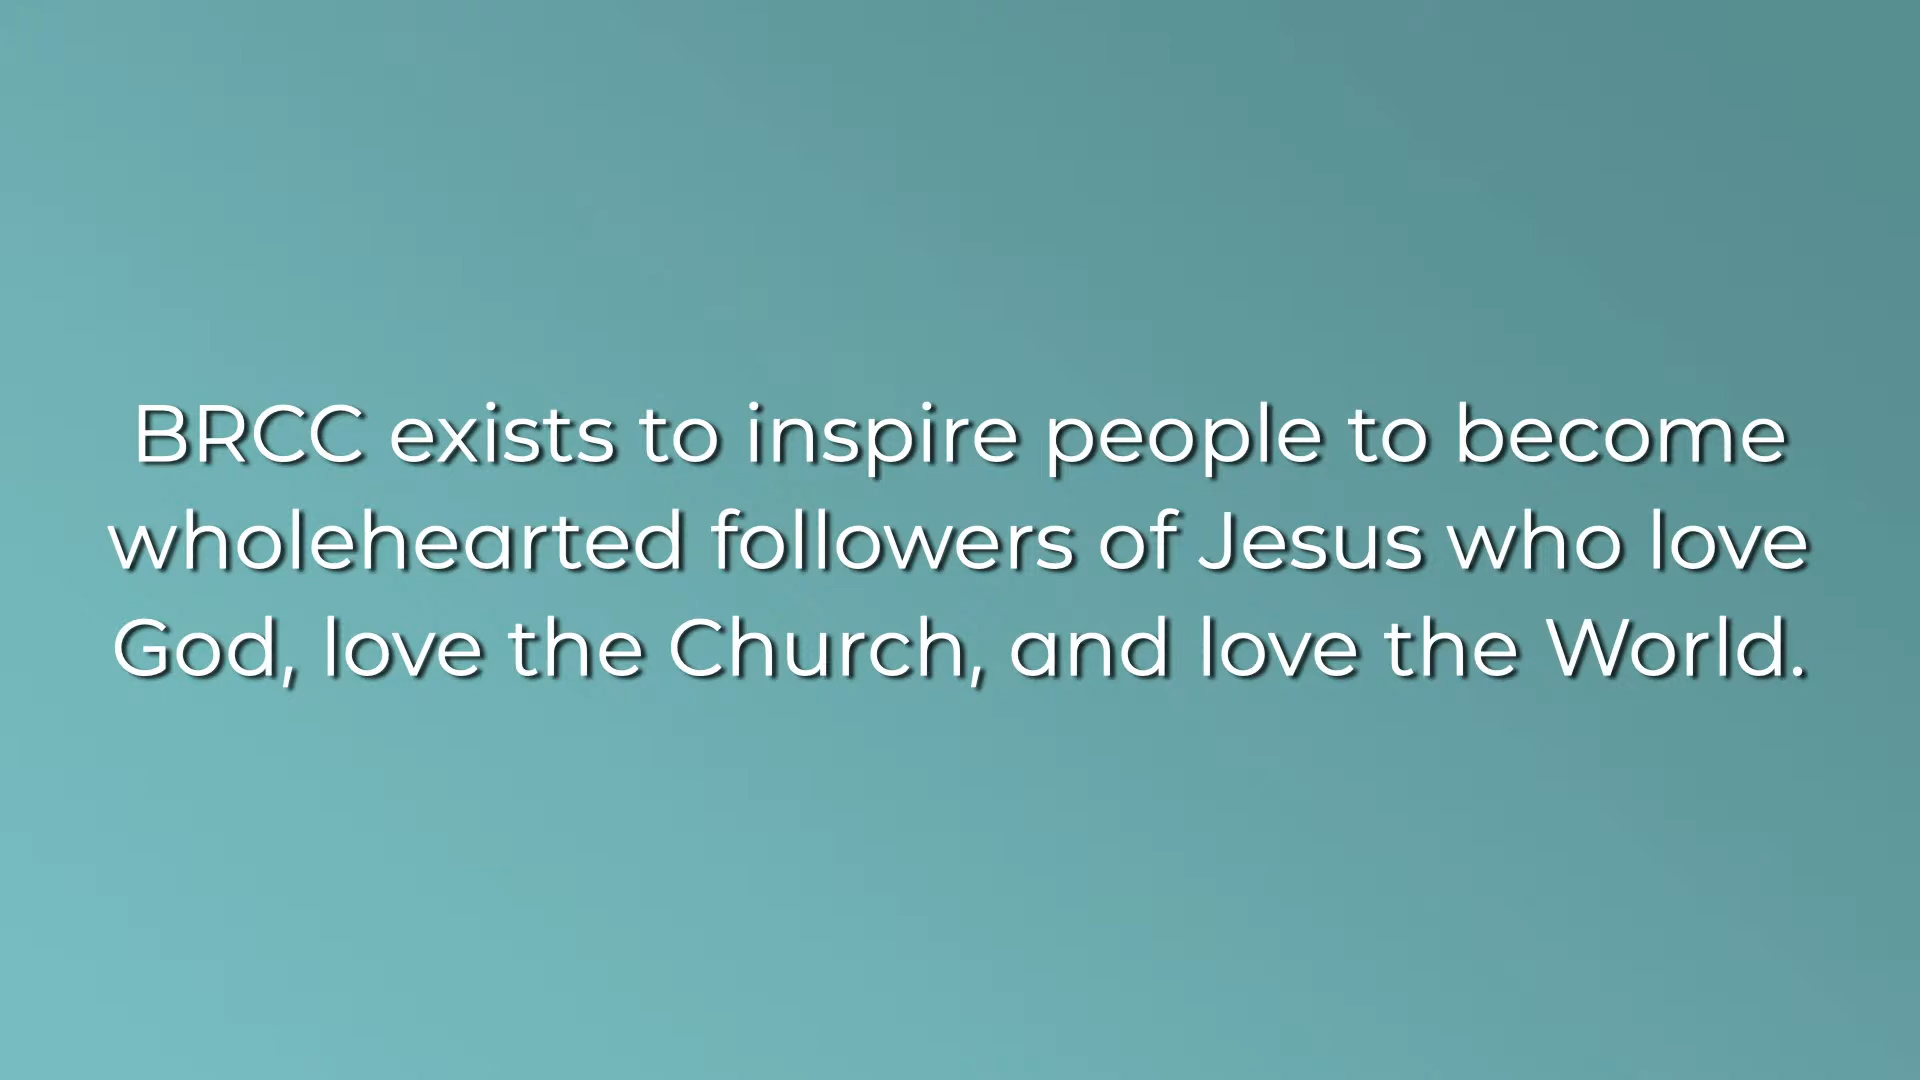 BRCC exists to inspire people to become
wholehearted followers of Jesus who love
God, love the Church, and love the World.